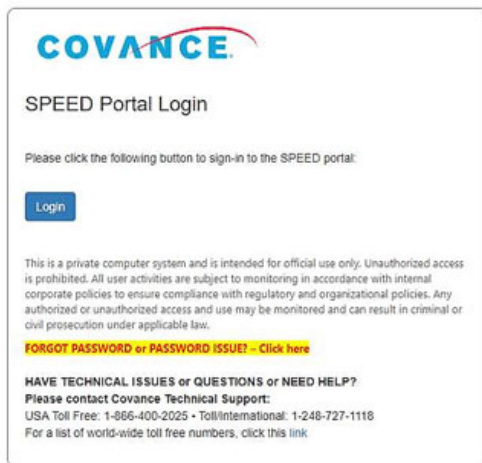 COVANCE
SPEED Portal Login
Please click the following button to sign-in to the SPEED portal:
Login
This is a private computer system and is intended for official use only. Unauthorized access
is prohibited. All user activities are subject to monitoring in accordance with internal
corporate policies to ensure compliance with regulatory and organizational policies. Any
authorized or unauthorized access and use may be monitored and can result in criminal or
civil prosecution under applicable law.
FORGOT PASSWORD or PASSWORD ISSUE? – Click here
HAVE TECHNICAL ISSUES or QUESTIONS or NEED HELP?
Please contact Covance Technical Support:
USA Toll Free: 1-866-400-2025 • Toll/International: 1-248-727-1118
For a list of world-wide toll free numbers, click this link